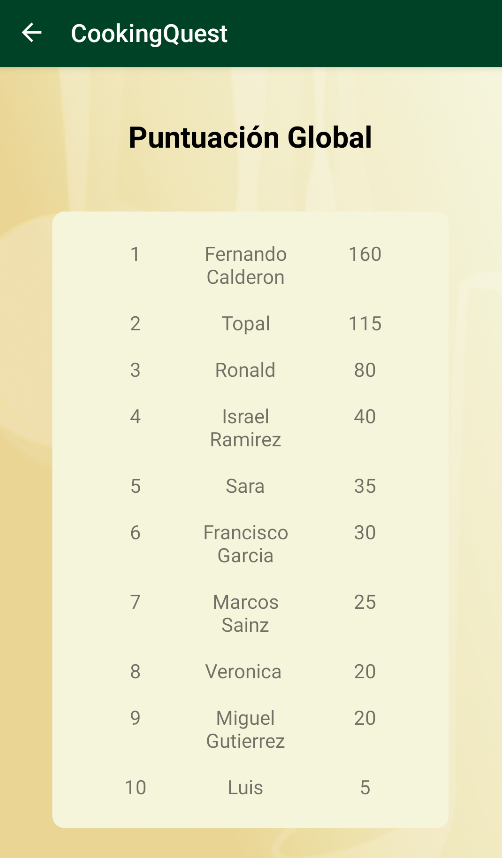 CookingQuest
Puntuación Global
1 Fernando 160
Calderon
2 Topal 115
3 Ronald 80
4 Israel 40
Ramirez
5 Sara 35
6 Francisco 30
Garcia
7 Marcos 25
Sainz
8 Veronica 20
9 Miguel 20
Gutierrez
10 Luis 5